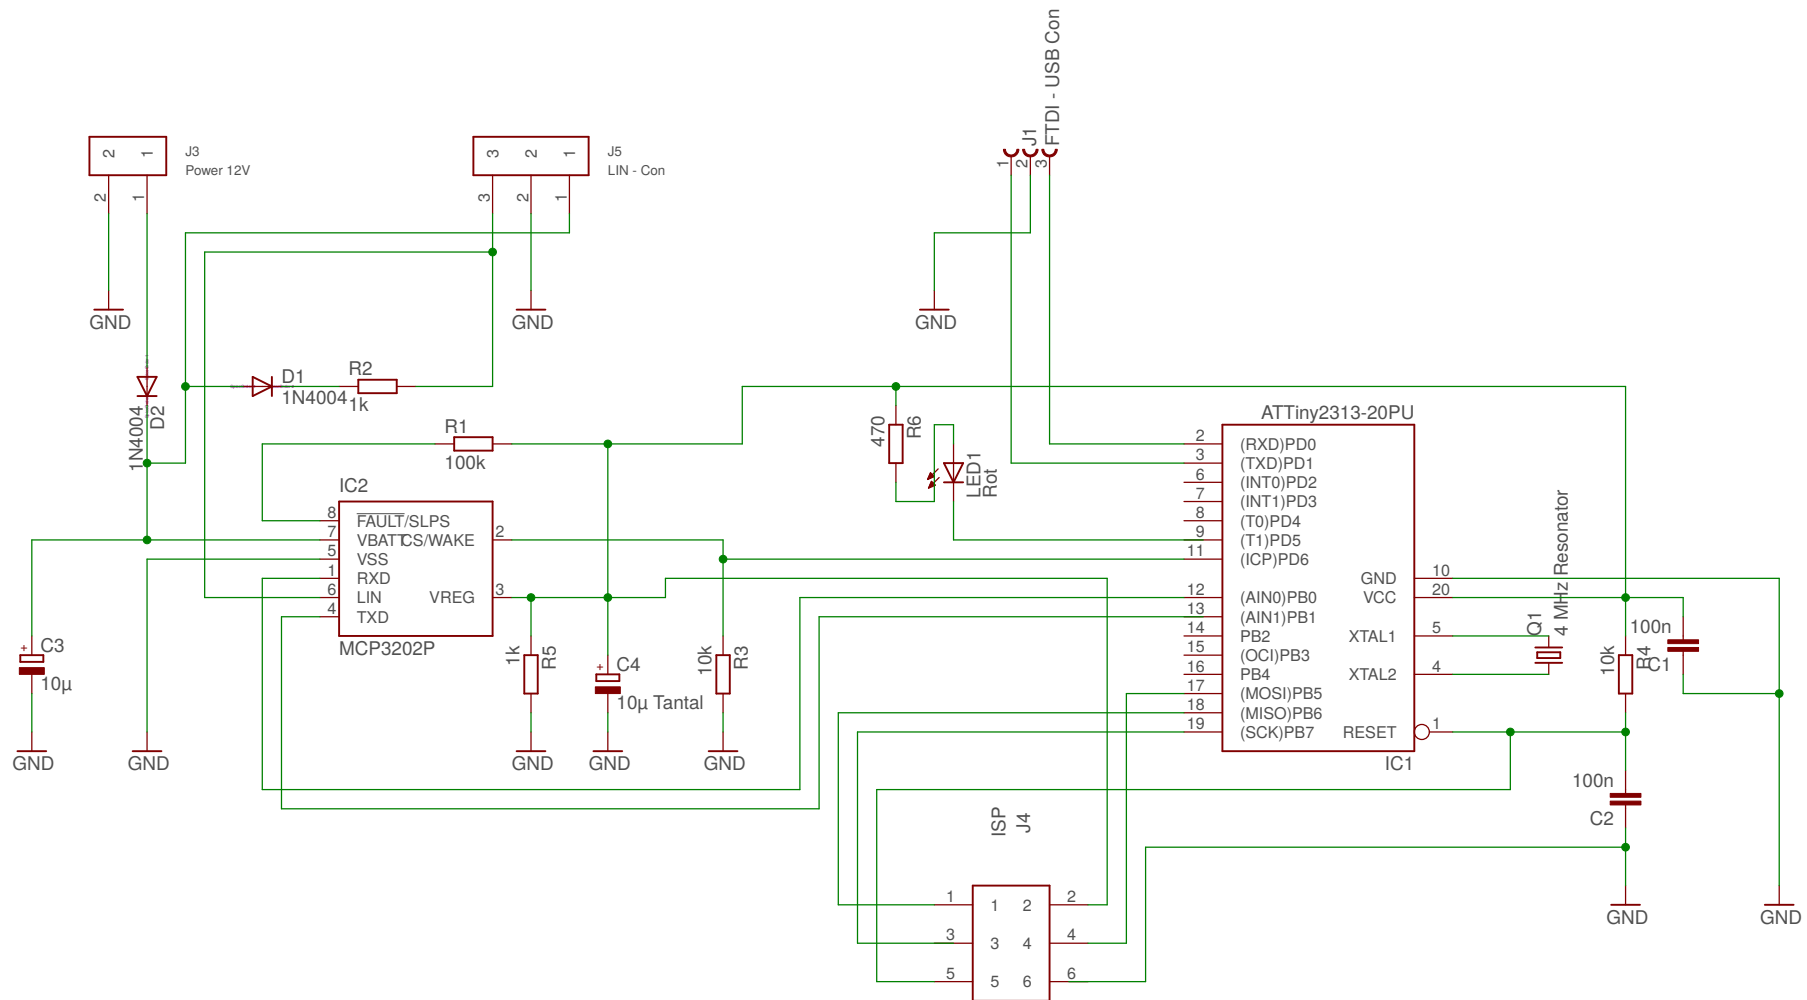 FTDI - USB Con
J1
1
2
3
2
1
J3
Power 12V
2
1
3
2
1
J5
LIN - Con
3
2
1
GND
GND
GND
1N4004
D2
D1
1N4004
R2
1k
R1
100k
470
R6
LED1
Rot
IC2
8
FAULT/SLPS
7
VBATT
CS/WAKE
2
5
VSS
1
RXD
6
LIN
VREG
3
4
TXD
MCP3202P
+
C3
10µ
1k
R5
+
C4
10µ Tantal
10k
R3
GND
GND
GND
GND
GND
ATTiny2313-20PU
2
(RXD)PD0
3
(TXD)PD1
6
(INT0)PD2
7
(INT1)PD3
8
(T0)PD4
9
(T1)PD5
11
(ICP)PD6
12
(AIN0)PB0
13
(AIN1)PB1
14
PB2
15
(OCI)PB3
16
PB4
17
(MOSI)PB5
18
(MISO)PB6
19
(SCK)PB7
GND
10
VCC
20
XTAL1
5
XTAL2
4
RESET
1
IC1
Q1
4 MHz Resonator
10k
R4
100n
C1
100n
C2
GND
GND
ISP
J4
1
1
2
2
3
3
4
4
5
5
6
6